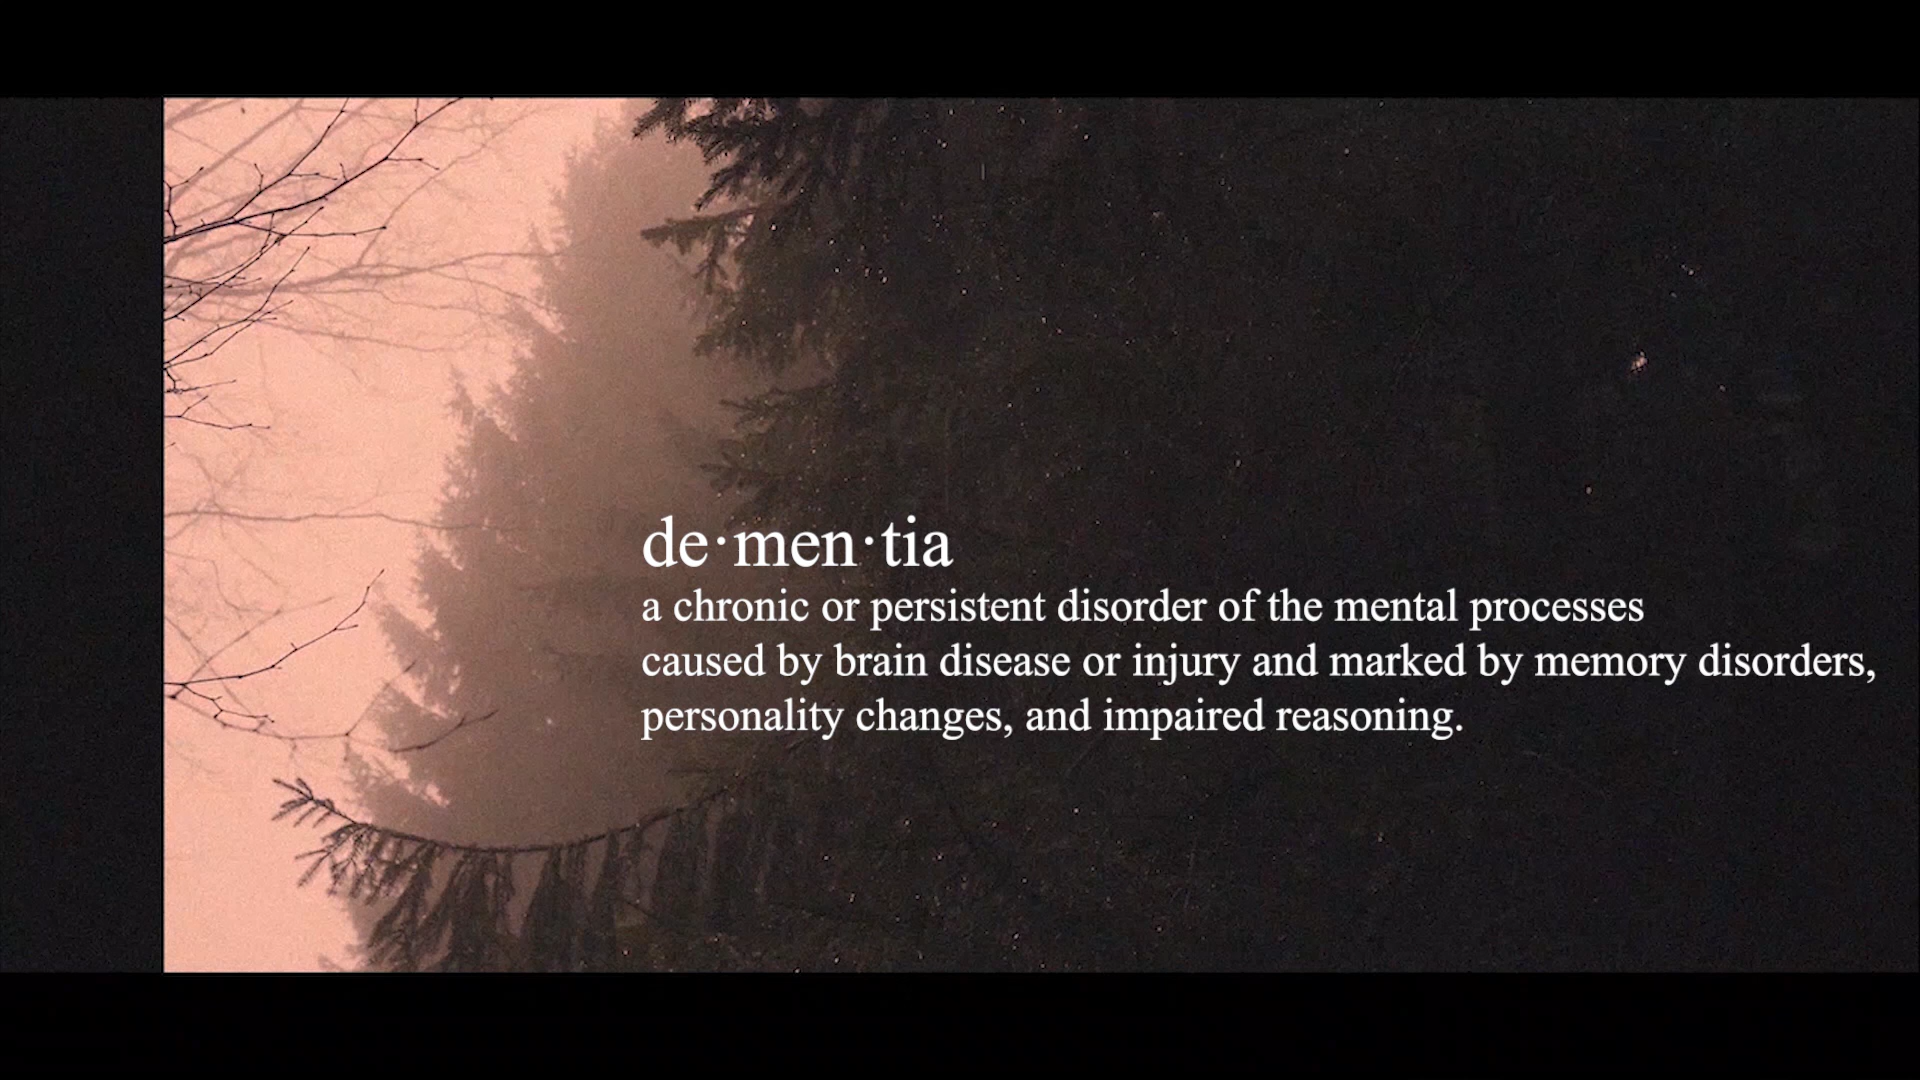 de·men·tia
a chronic or persistent disorder of the mental processes
caused by brain disease or injury and marked by memory disorders,
personality changes, and impaired reasoning.